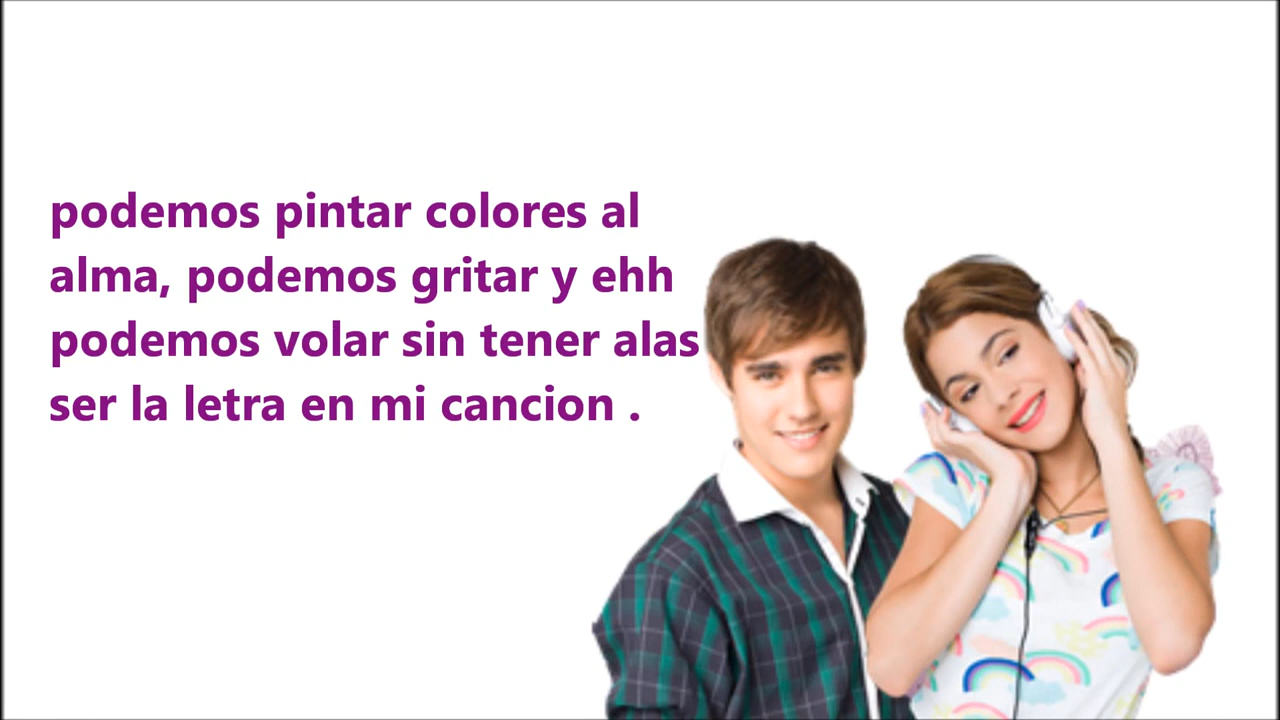 podemos pintar colores al
alma, podemos gritar y ehh
podemos volar sin tener alas
ser la letra en mi cancion .